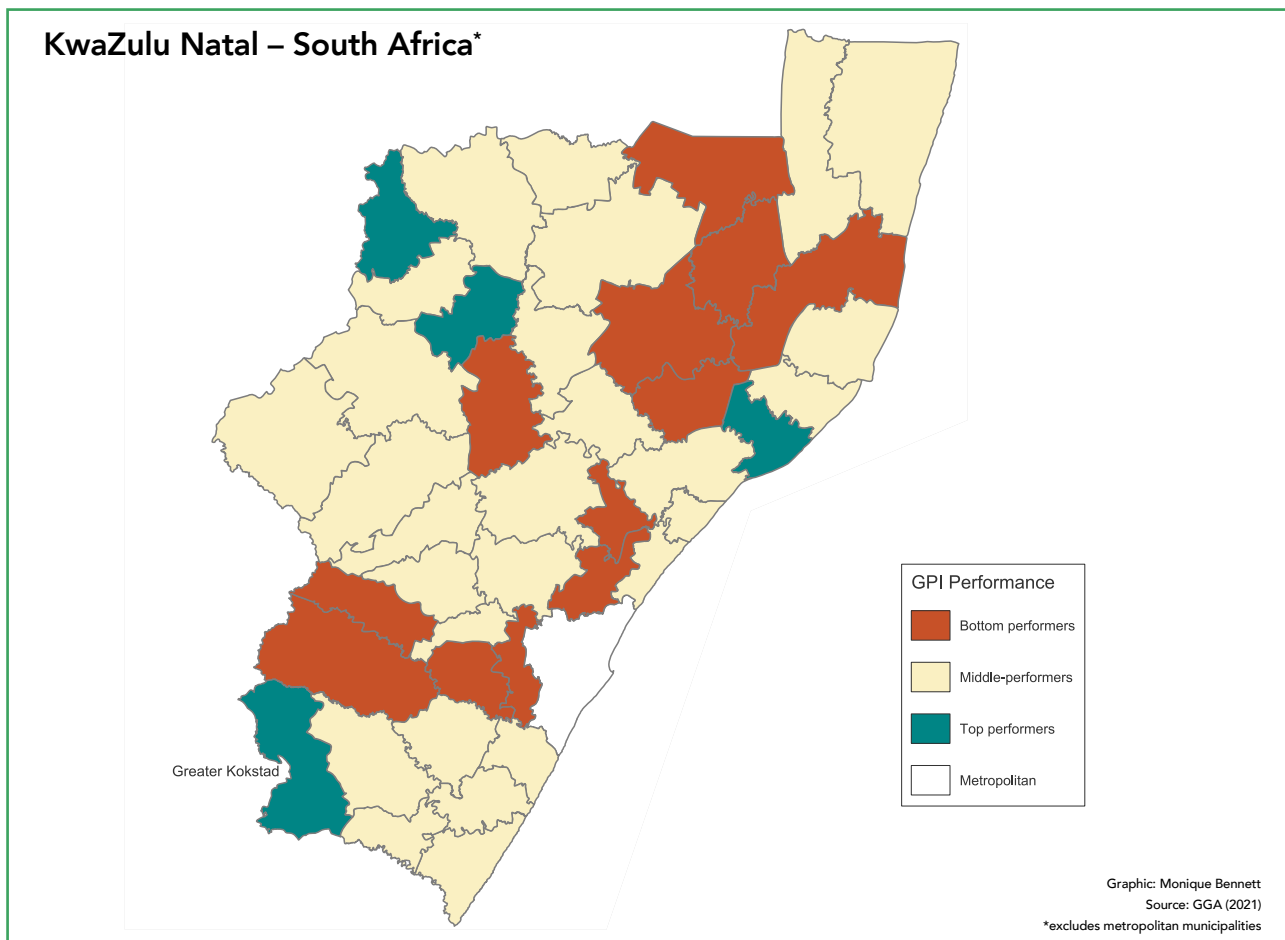 KwaZulu Natal – South Africa*
Greater Kokstad
GPI Performance
Bottom performers
Middle-performers
Top performers
Metropolitan
Graphic: Monique Bennett
Source: GGA (2021)
*excludes metropolitan municipalities